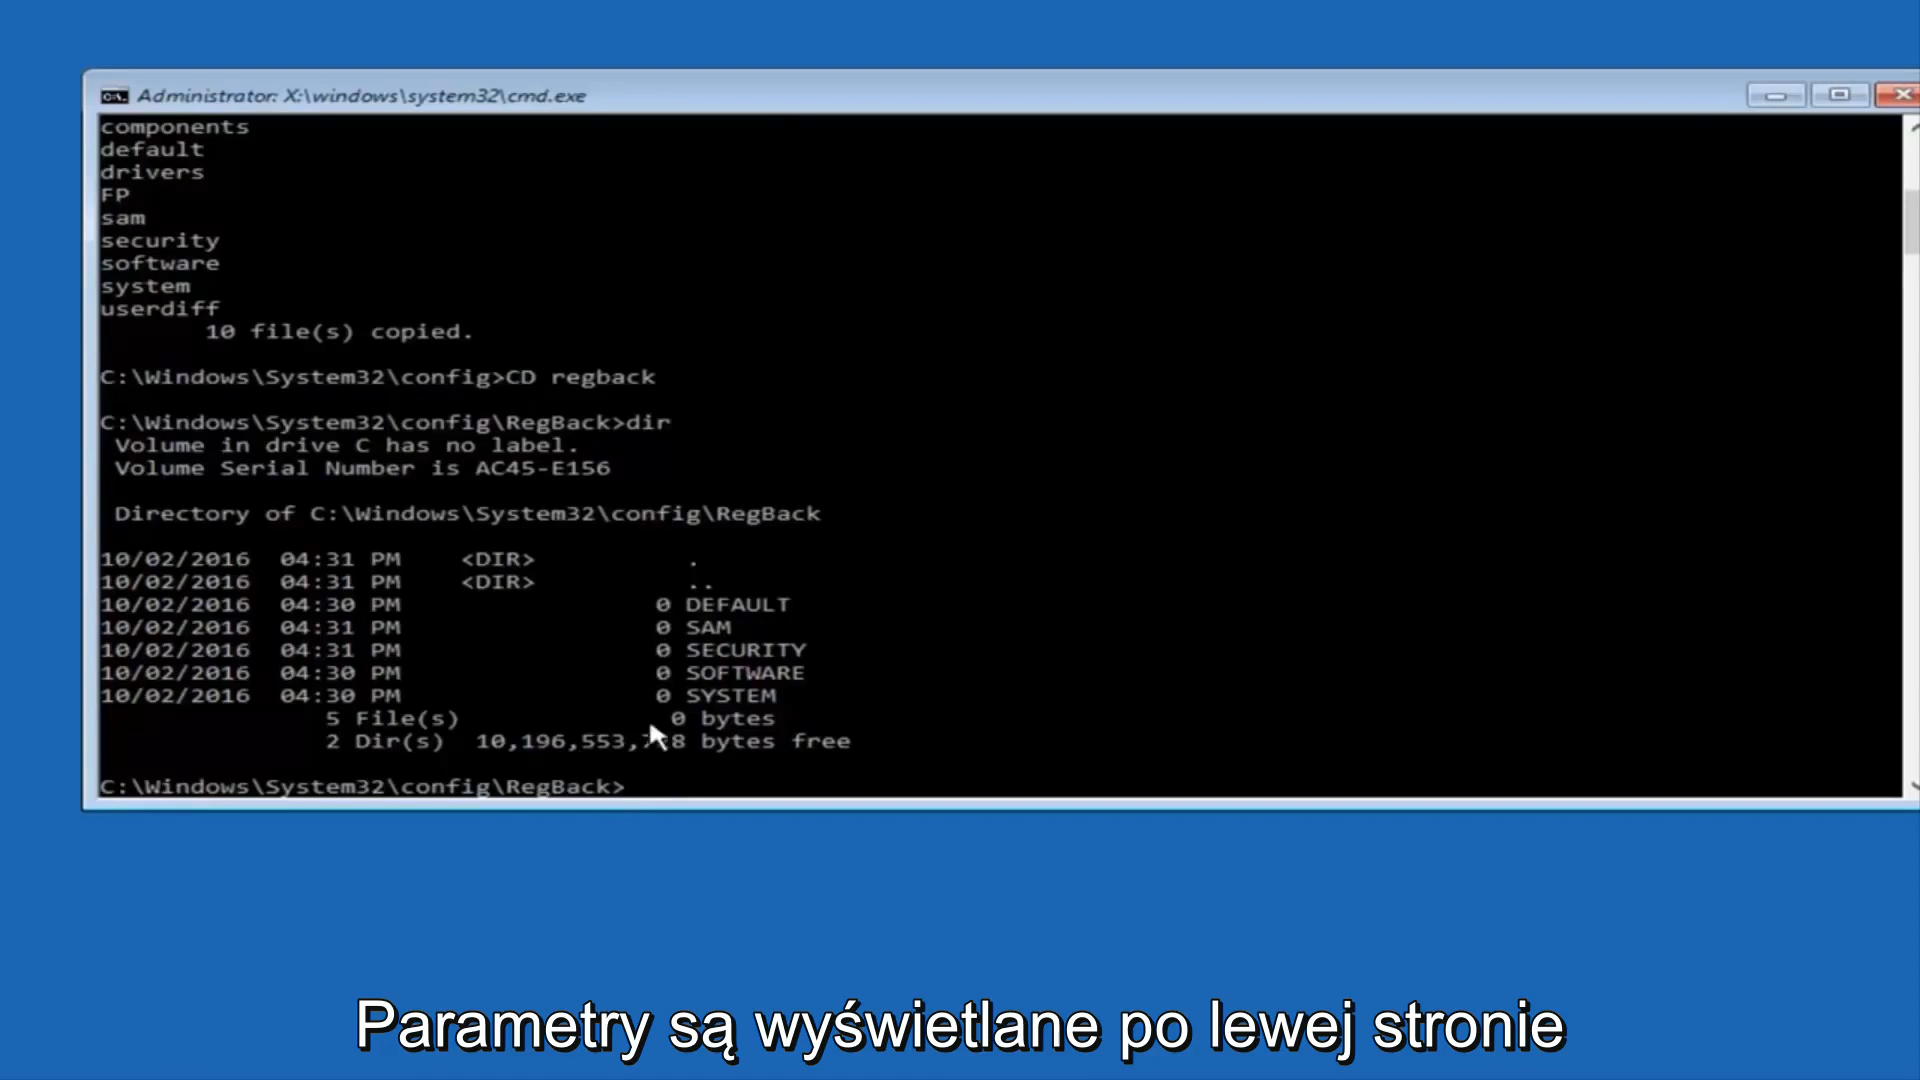 Administrator: X:\windows\system32\cmd.exe
components
default
drivers
FP
sam
security
software
system
userdiff
10 file(s) copied.
C:\Windows\System32\config>CD regback
C:\Windows\System32\config\RegBack>dir
Volume in drive C has no label.
Volume Serial Number is AC45-E156
Directory of C:\Windows\System32\config\RegBack
10/02/2016 04:31 PM <DIR> .
10/02/2016 04:31 PM <DIR> ..
10/02/2016 04:30 PM 0 DEFAULT
10/02/2016 04:31 PM 0 SAM
10/02/2016 04:31 PM 0 SECURITY
10/02/2016 04:30 PM 0 SOFTWARE
10/02/2016 04:30 PM 0 SYSTEM
5 File(s) 0 bytes
2 Dir(s) bytes free
C:\Windows\System32\config\RegBack>
Parametry są wyświetlane po lewej stronie